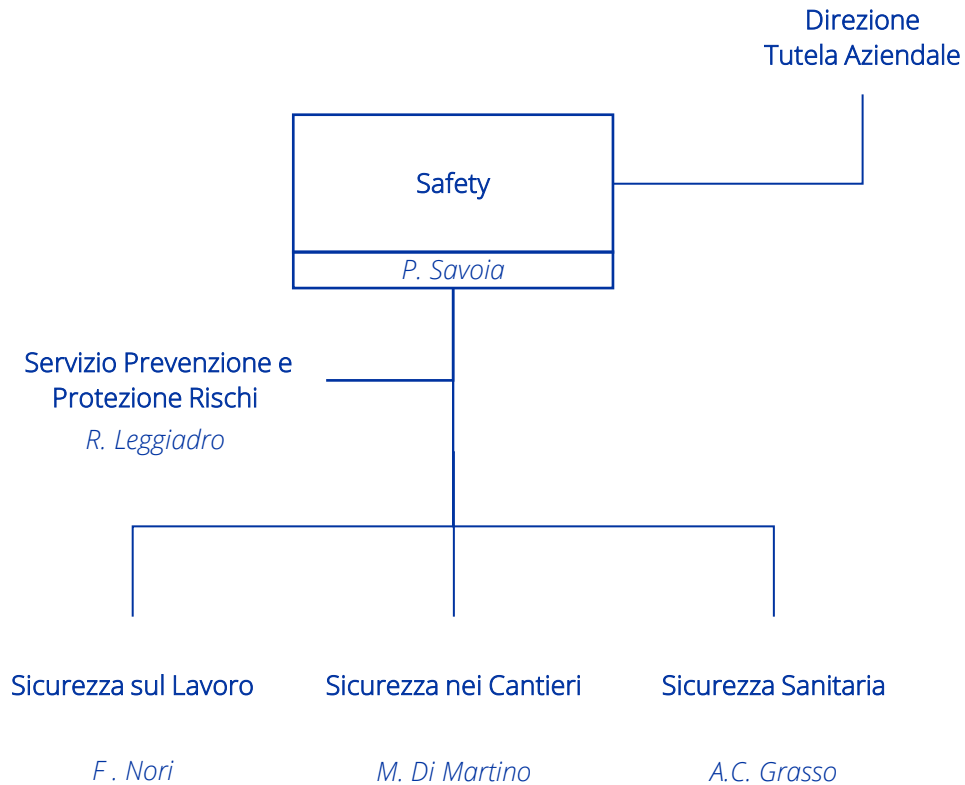 Direzione
Tutela Aziendale
Safety
P. Savoia
Servizio Prevenzione e
Protezione Rischi
R. Leggiadro
Sicurezza sul Lavoro
F . Nori
Sicurezza nei Cantieri
M. Di Martino
Sicurezza Sanitaria
A.C. Grasso